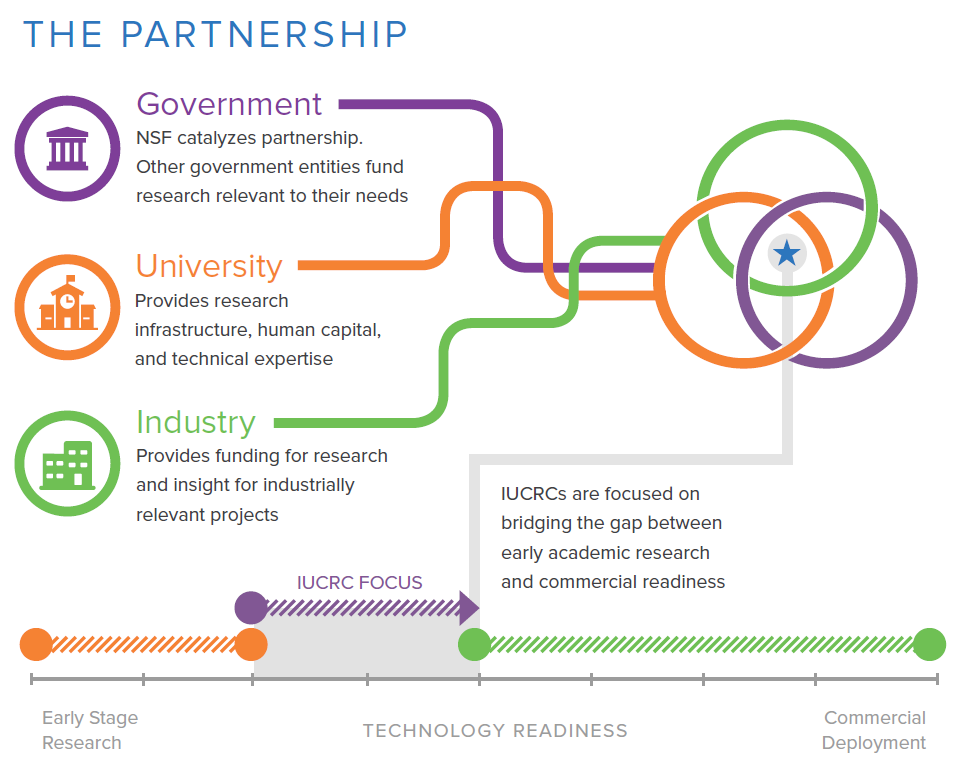 THE PARTNERSHIP
Government
NSF catalyzes partnership.
Other government entities fund
research relevant to their needs
University
Provides research
infrastructure, human capital,
and technical expertise
Industry
Provides funding for research
and insight for industrially
relevant projects
IUCRCs are focused on
bridging the gap between
early academic research
and commercial readiness
IUCRC FOCUS
Early Stage
Research
TECHNOLOGY READINESS
Commercial
Deployment